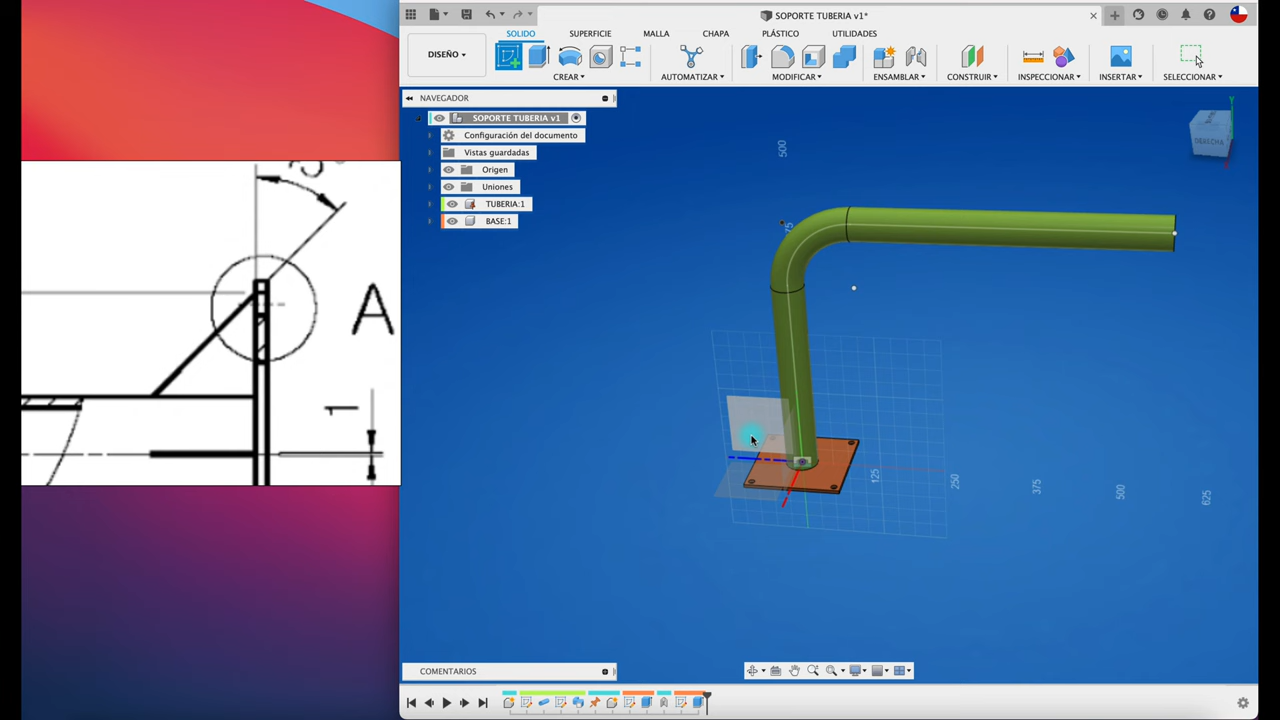 SOPORTE TUBERIA v1*
DISEÑO
SOLIDO
SUPERFICIE
MALLA
CHAPA
PLÁSTICO
UTILIDADES
CREAR
AUTOMATIZAR
MODIFICAR
ENSAMBLAR
CONSTRUIR
INSPECCIONAR
INSERTAR
SELECCIONAR
NAVEGADOR
SOPORTE TUBERIA v1
Configuración del documento
Vistas guardadas
Origen
Uniones
TUBERIA:1
BASE:1
A
1
500
125
250
375
500
625
DERECHA
Y
COMENTARIOS